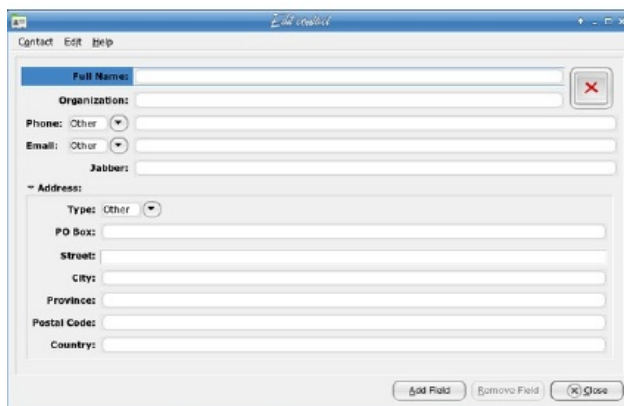 Edit contact
Contact Edit Help
Full Name:
Organization:
Phone: Other
Email: Other
Jabber:
Address:
Type: Other
PO Box:
Street:
City:
Province:
Postal Code:
Country:
Add Field Remove Field Close